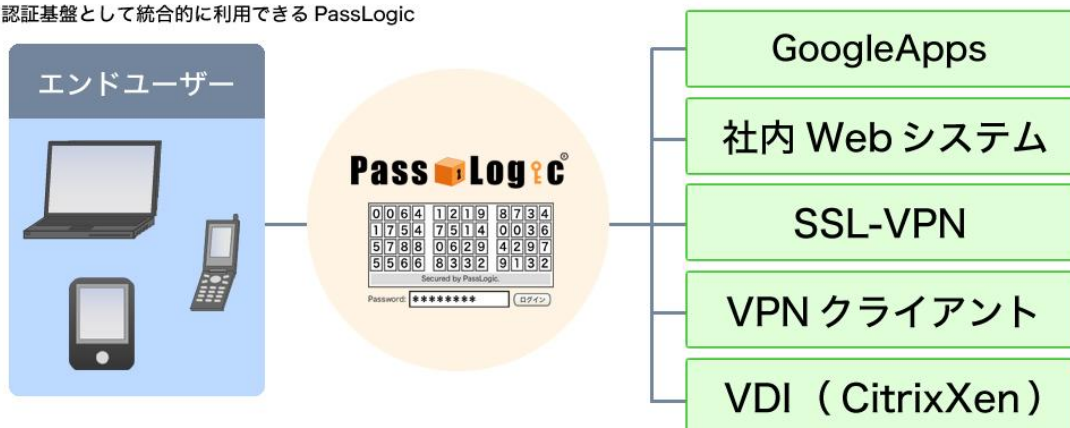 認証基盤として統合的に利用できる PassLogic
エンドユーザー
PassLogic®
0064 1219 8734
1754 7514 0036
5788 0629 4297
5566 8332 9132
Secured by PassLogic.
Password: ******** ログイン
GoogleApps
社内 Web システム
SSL-VPN
VPN クライアント
VDI（CitrixXen）